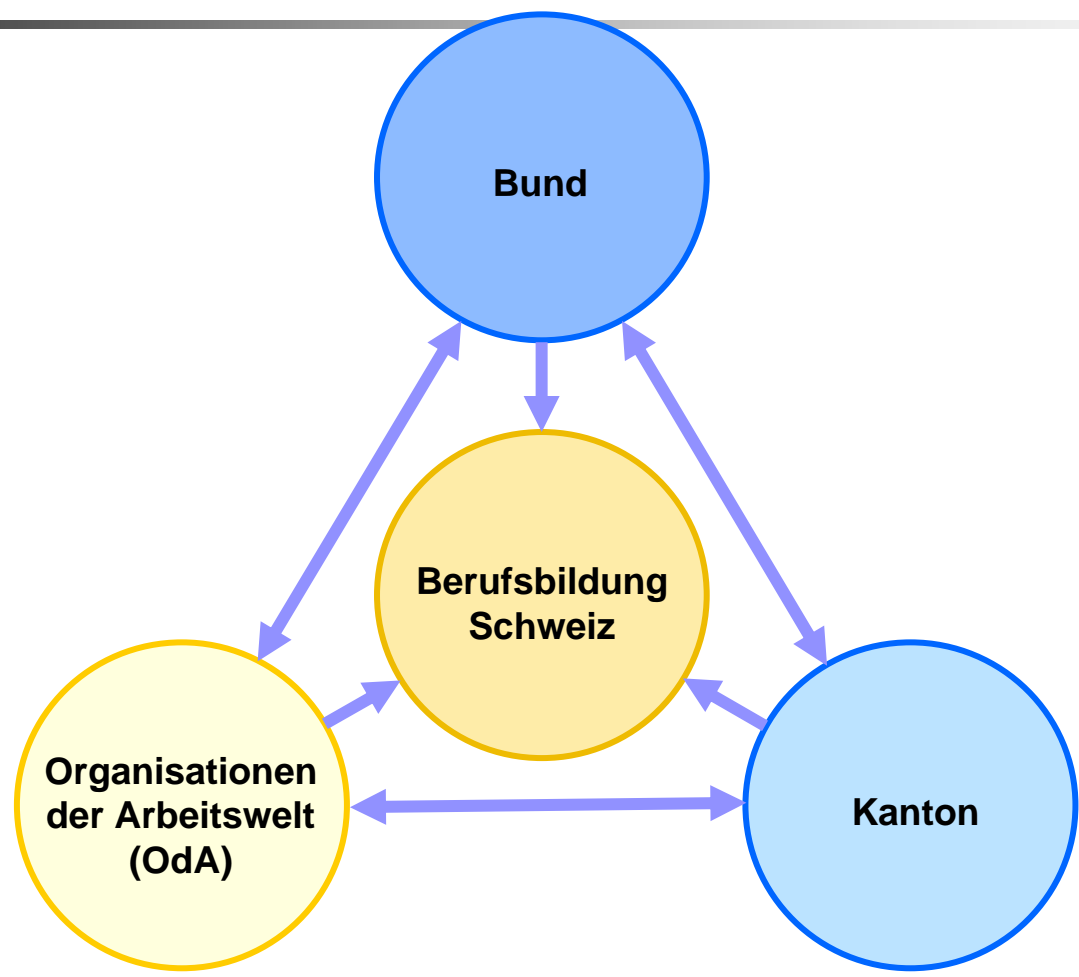 Bund
Berufsbildung
Schweiz
Organisationen
der Arbeitswelt
(OdA)
Kanton